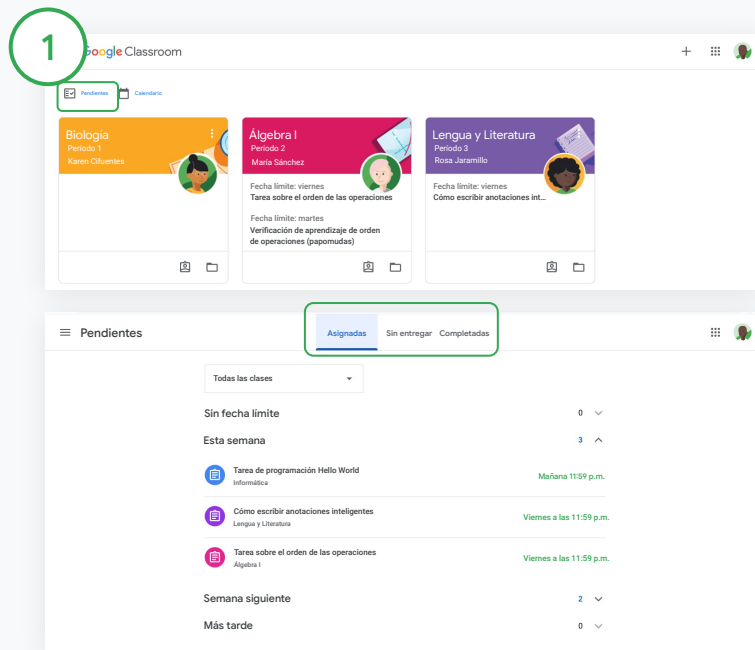 1
Google Classroom
Pendientes
Calendario
Biología
Período 1
Karen Cifuentes
Álgebra I
Período 2
María Sánchez
Fecha límite: viernes
Tarea sobre el orden de las operaciones
Fecha límite: martes
Verificación de aprendizaje de orden
de operaciones (papomudas)
Lengua y Literatura
Período 3
Rosa Jaramillo
Fecha límite: viernes
Cómo escribir anotaciones int...
Pendientes
Asignadas
Sin entregar
Completadas
Todas las clases
Sin fecha límite 0
Esta semana 3
Tarea de programación Hello World
Informática
Mañana 11:59 p.m.
Cómo escribir anotaciones inteligentes
Lengua y Literatura
Viernes a las 11:59 p.m.
Tarea sobre el orden de las operaciones
Álgebra I
Viernes a las 11:59 p.m.
Semana siguiente 2
Más tarde 0